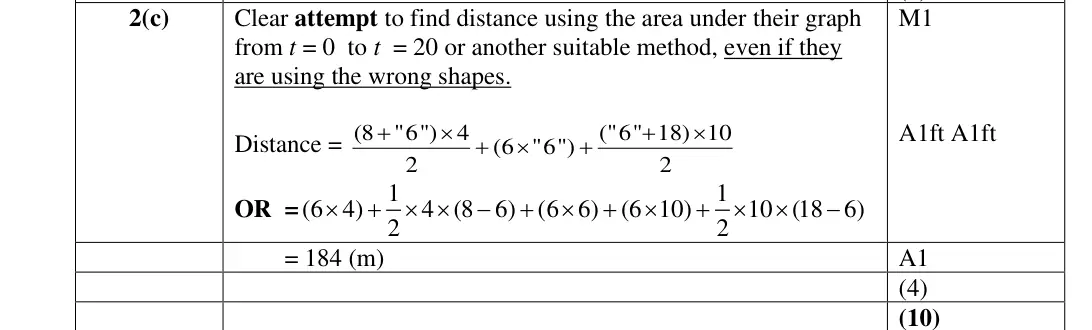 2(c) Clear attempt to find distance using the area under their graph M1
from t = 0 to t = 20 or another suitable method, even if they
are using the wrong shapes.
Distance = (8+"6")×4/2 + (6×"6") + ("6"+18)×10/2 A1ft A1ft
OR = (6×4) + 1/2 ×4×(8−6) + (6×6) + (6×10) + 1/2 ×10×(18−6)
= 184 (m) A1
(4)
(10)